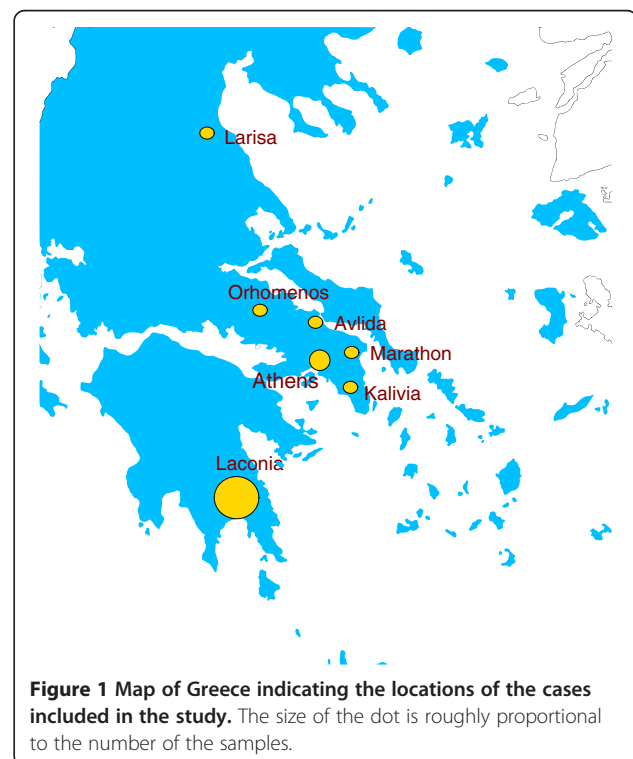 Larisa
Orhomenos
Avlida
Marathon
Athens
Kalivia
Laconia
Figure 1 Map of Greece indicating the locations of the cases
included in the study. The size of the dot is roughly proportional
to the number of the samples.